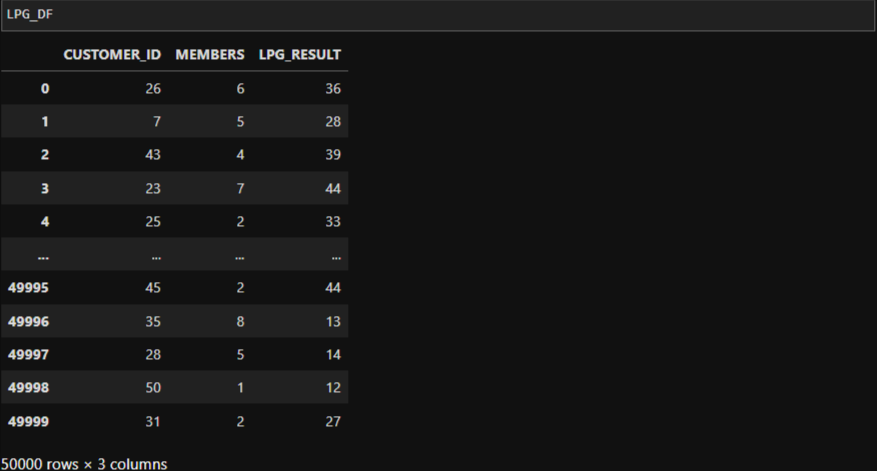 LPG_DF
CUSTOMER_ID MEMBERS LPG_RESULT
0 26 6 36
1 7 5 28
2 43 4 39
3 23 7 44
4 25 2 33
... ... ... ...
49995 45 2 44
49996 35 8 13
49997 28 5 14
49998 50 1 12
49999 31 2 27
50000 rows × 3 columns